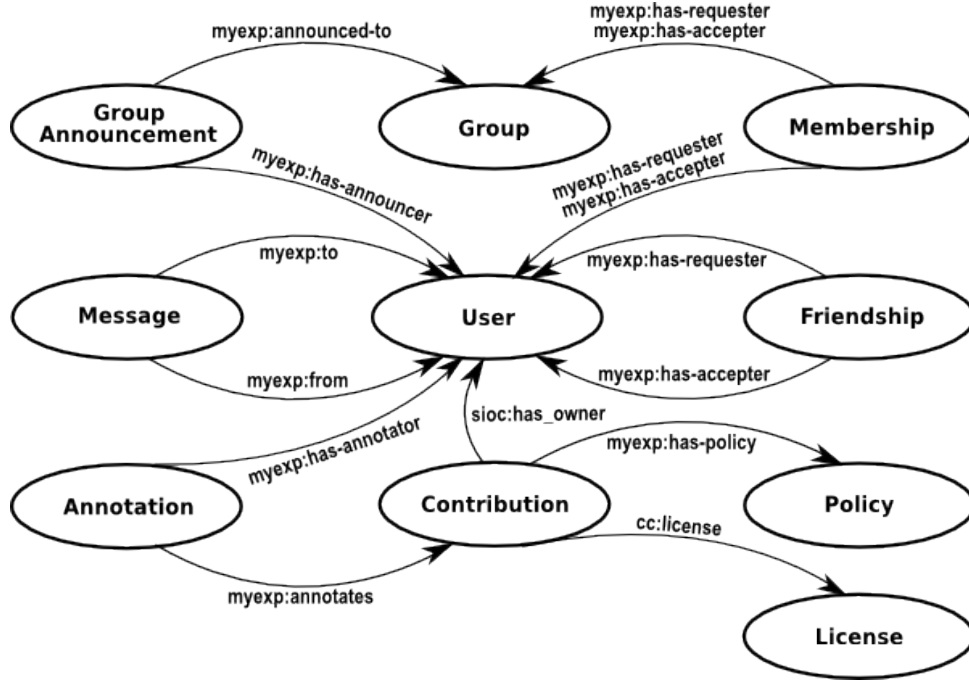 myexp:has-requester
myexp:announced-to
myexp:has-accepter
Group
Announcement
Group
Membership
myexp:has-announcer
myexp:has-requester
myexp:has-accepter
myexp:to
myexp:has-requester
Message
User
Friendship
myexp:from
myexp:has-accepter
sioc:has_owner
myexp:has-annotator
myexp:has-policy
Annotation
Contribution
Policy
cc:license
myexp:annotates
License